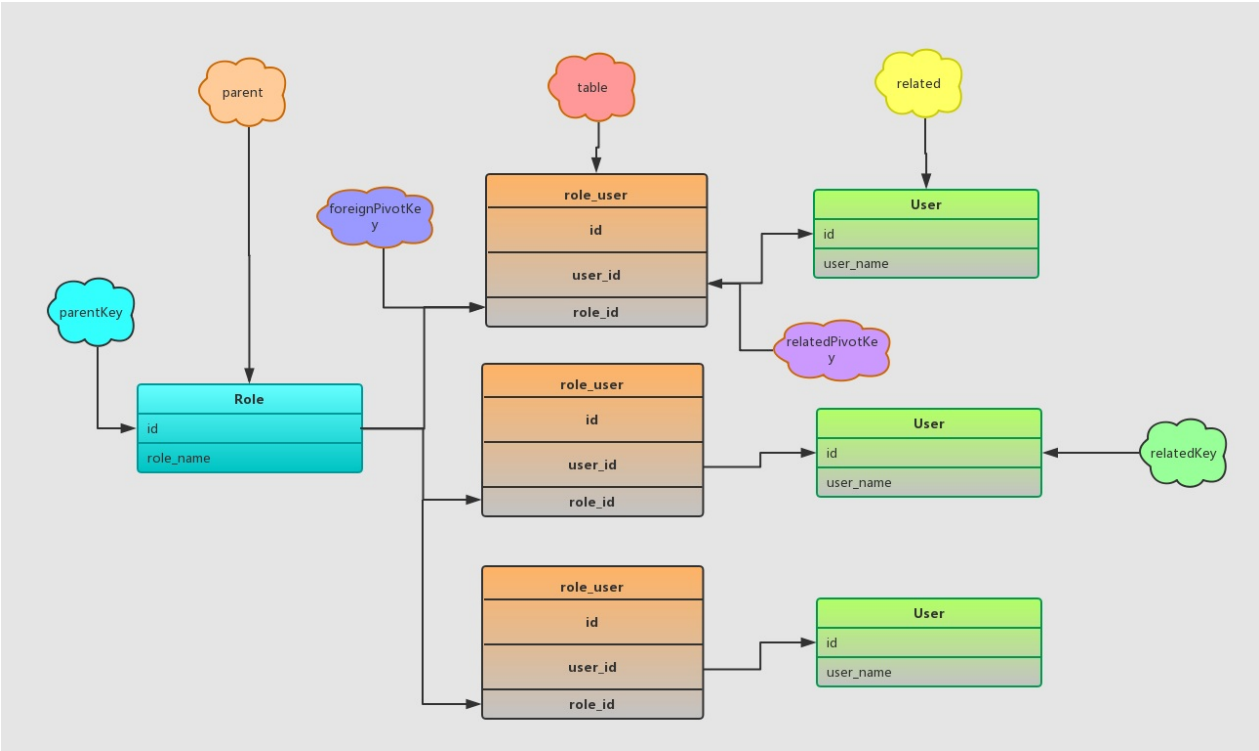 parent
table
related
foreignPivotKe
y
role_user
id
user_id
role_id
User
id
user_name
parentKey
relatedPivotKe
y
Role
id
role_name
role_user
id
user_id
role_id
User
id
user_name
relatedKey
role_user
id
user_id
role_id
User
id
user_name